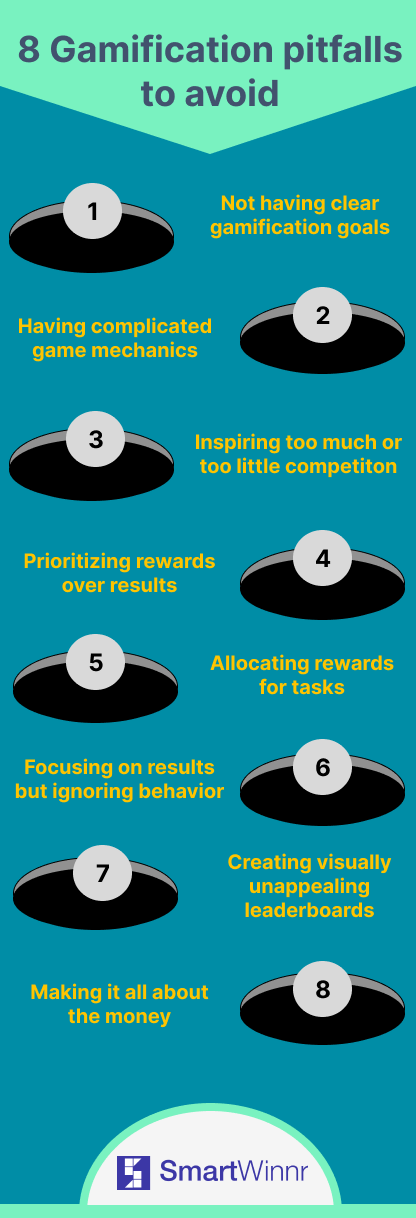 8 Gamification pitfalls
to avoid
1
Not having clear
gamification goals
2
Having complicated
game mechanics
3
Inspiring too much or
too little competiton
4
Prioritizing rewards
over results
5
Allocating rewards
for tasks
6
Focusing on results
but ignoring behavior
7
Creating visually
unappealing
leaderboards
8
Making it all about
the money
SmartWinnr